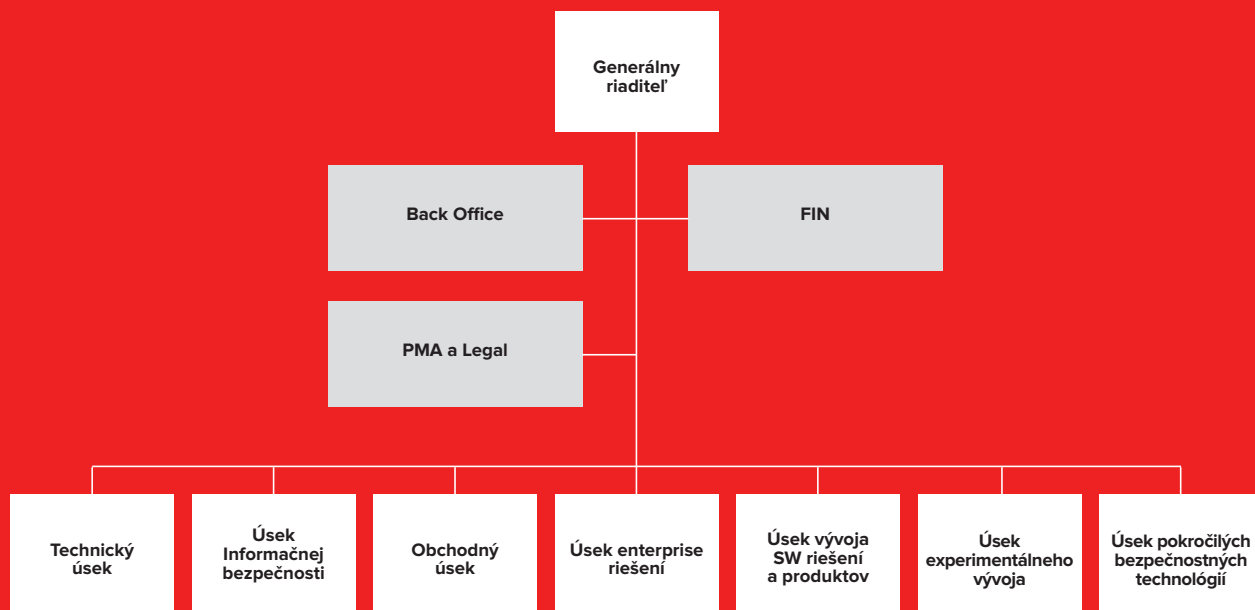 Generálny
riaditeľ
Back Office
FIN
PMA a Legal
Technický
úsek
Úsek
Informačnej
bezpečnosti
Obchodný
úsek
Úsek enterprise
riešení
Úsek vývoja
SW riešení
a produktov
Úsek
experimentálneho
vývoja
Úsek pokročilých
bezpečnostných
technológií